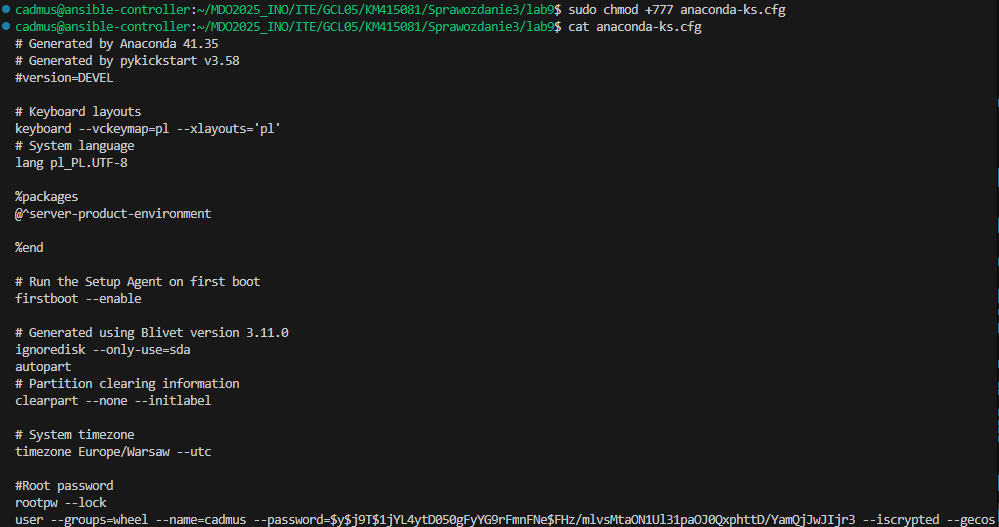 cadmus@ansible-controller:~/MDO2025_INO/ITE/GCL05/KM415081/Sprawozdanie3/lab9$ sudo chmod +777 anaconda-ks.cfg
cadmus@ansible-controller:~/MDO2025_INO/ITE/GCL05/KM415081/Sprawozdanie3/lab9$ cat anaconda-ks.cfg
# Generated by Anaconda 41.35
# Generated by pykickstart v3.58
#version=DEVEL
# Keyboard layouts
keyboard --vckeymap=pl --xlayouts='pl'
# System language
lang pl_PL.UTF-8
%packages
@^server-product-environment
%end
# Run the Setup Agent on first boot
firstboot --enable
# Generated using Blivet version 3.11.0
ignoredisk --only-use=sda
autopart
# Partition clearing information
clearpart --none --initlabel
# System timezone
timezone Europe/Warsaw --utc
#Root password
rootpw --lock
user --groups=wheel --name=cadmus --password=$y$j9T$1jYL4ytD050gFyYG9rFmnFNe$FHz/mlvsMtaON1Ul31paOJ0QxphttD/YamQjJwJIjr3 --iscrypted --gecos